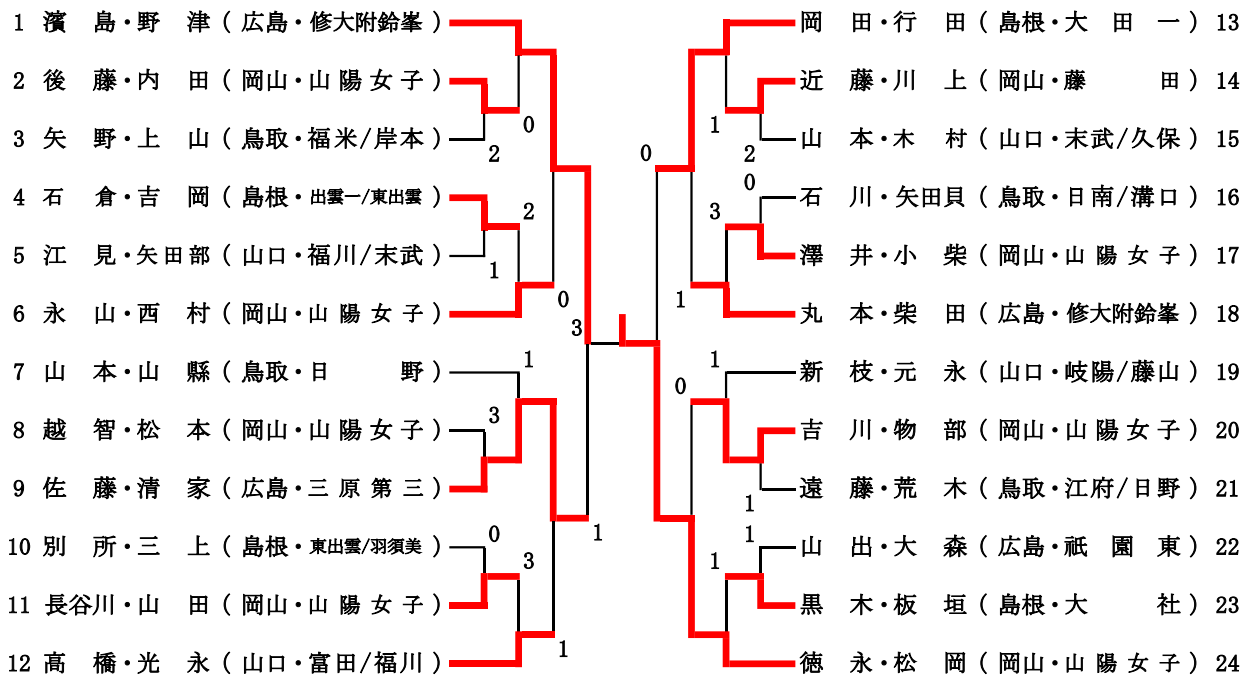 1 濱島・野津 ( 広島・修大附鈴峯 )
2 後藤・内田 ( 岡山・山陽女子 )
0
3 矢野・上山 ( 鳥取・福米/岸本 )
2
4 石倉・吉岡 ( 島根・出雲一/東出雲 )
2
5 江見・矢田部 ( 山口・福川/末武 )
1
0
6 永山・西村 ( 岡山・山陽女子 )
3
7 山本・山縣 ( 鳥取・日野 )
1
8 越智・松本 ( 岡山・山陽女子 )
3
9 佐藤・清家 ( 広島・三原第三 )
1
10 別所・三上 ( 島根・東出雲/羽須美 )
0
3
11 長谷川・山田 ( 岡山・山陽女子 )
1
12 高橋・光永 ( 山口・富田/福川 )
岡田・行田 ( 島根・大田一 ) 13
近藤・川上 ( 岡山・藤田 ) 14
1
山本・木村 ( 山口・末武/久保 ) 15
2
0
0
石川・矢田貝 ( 鳥取・日南/溝口 ) 16
3
澤井・小柴 ( 岡山・山陽女子 ) 17
1
丸本・柴田 ( 広島・修大附鈴峯 ) 18
1
新枝・元永 ( 山口・岐陽/藤山 ) 19
0
吉川・物部 ( 岡山・山陽女子 ) 20
遠藤・荒木 ( 鳥取・江府/日野 ) 21
1
1
山出・大森 ( 広島・祇園東 ) 22
1
黒木・板垣 ( 島根・大社 ) 23
徳永・松岡 ( 岡山・山陽女子 ) 24